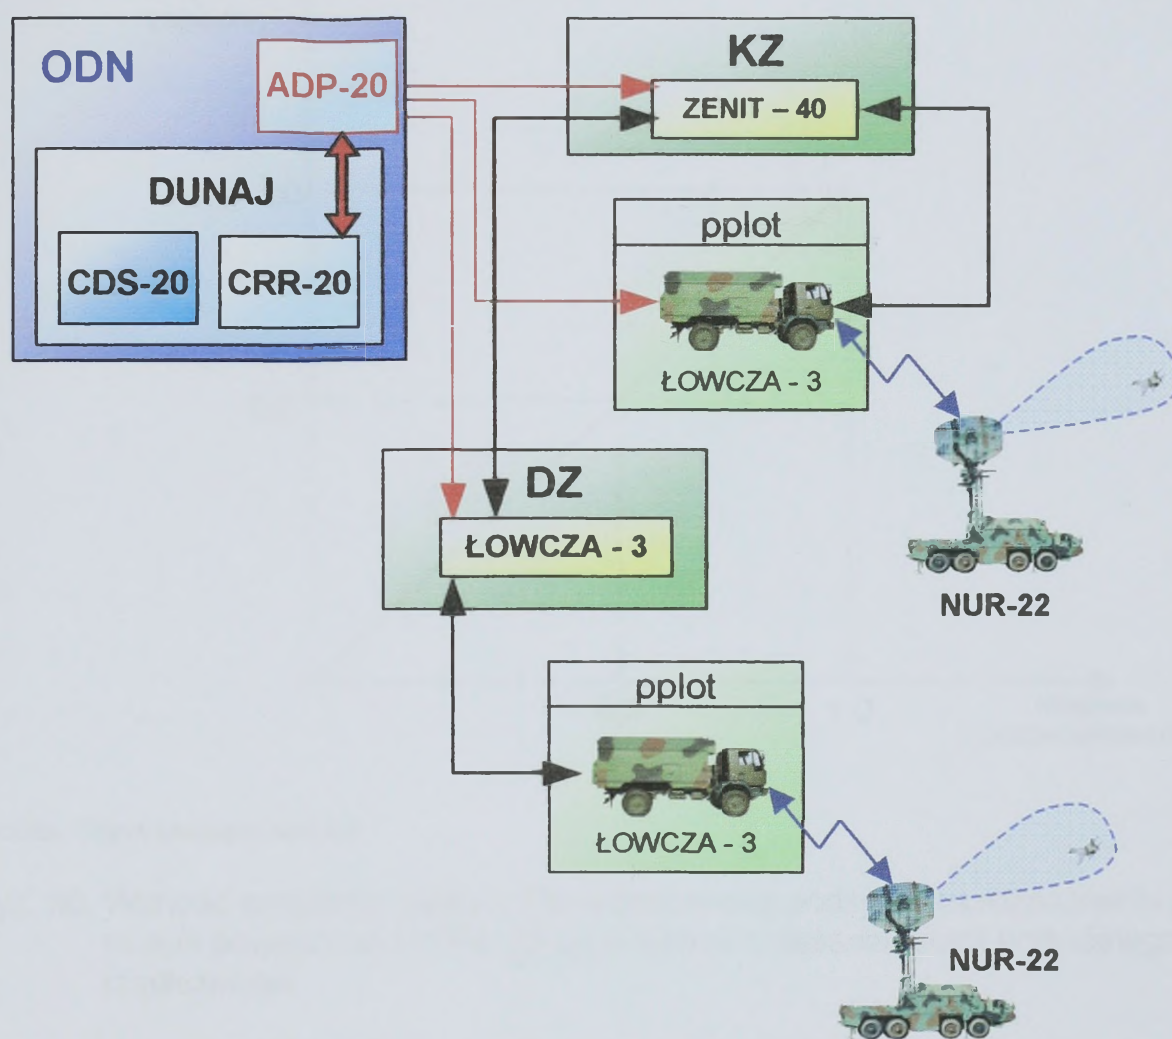 ODN
ADP-20
DUNAJ
CDS-20
CRR-20
KZ
ZENIT – 40
pplot
ŁOWCZA - 3
NUR-22
DZ
ŁOWCZA - 3
pplot
ŁOWCZA - 3
NUR-22